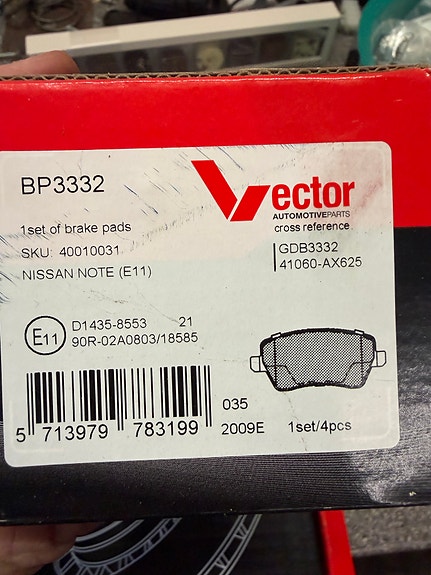 BP3332
Vector
AUTOMOTIVEPARTS
cross reference
1set of brake pads
SKU: 40010031
NISSAN NOTE (E11)
GDB3332
41060-AX625
E11
D1435-8553 21
90R-02A0803/18585
5 713979 783199
035
2009E
1set/4pcs